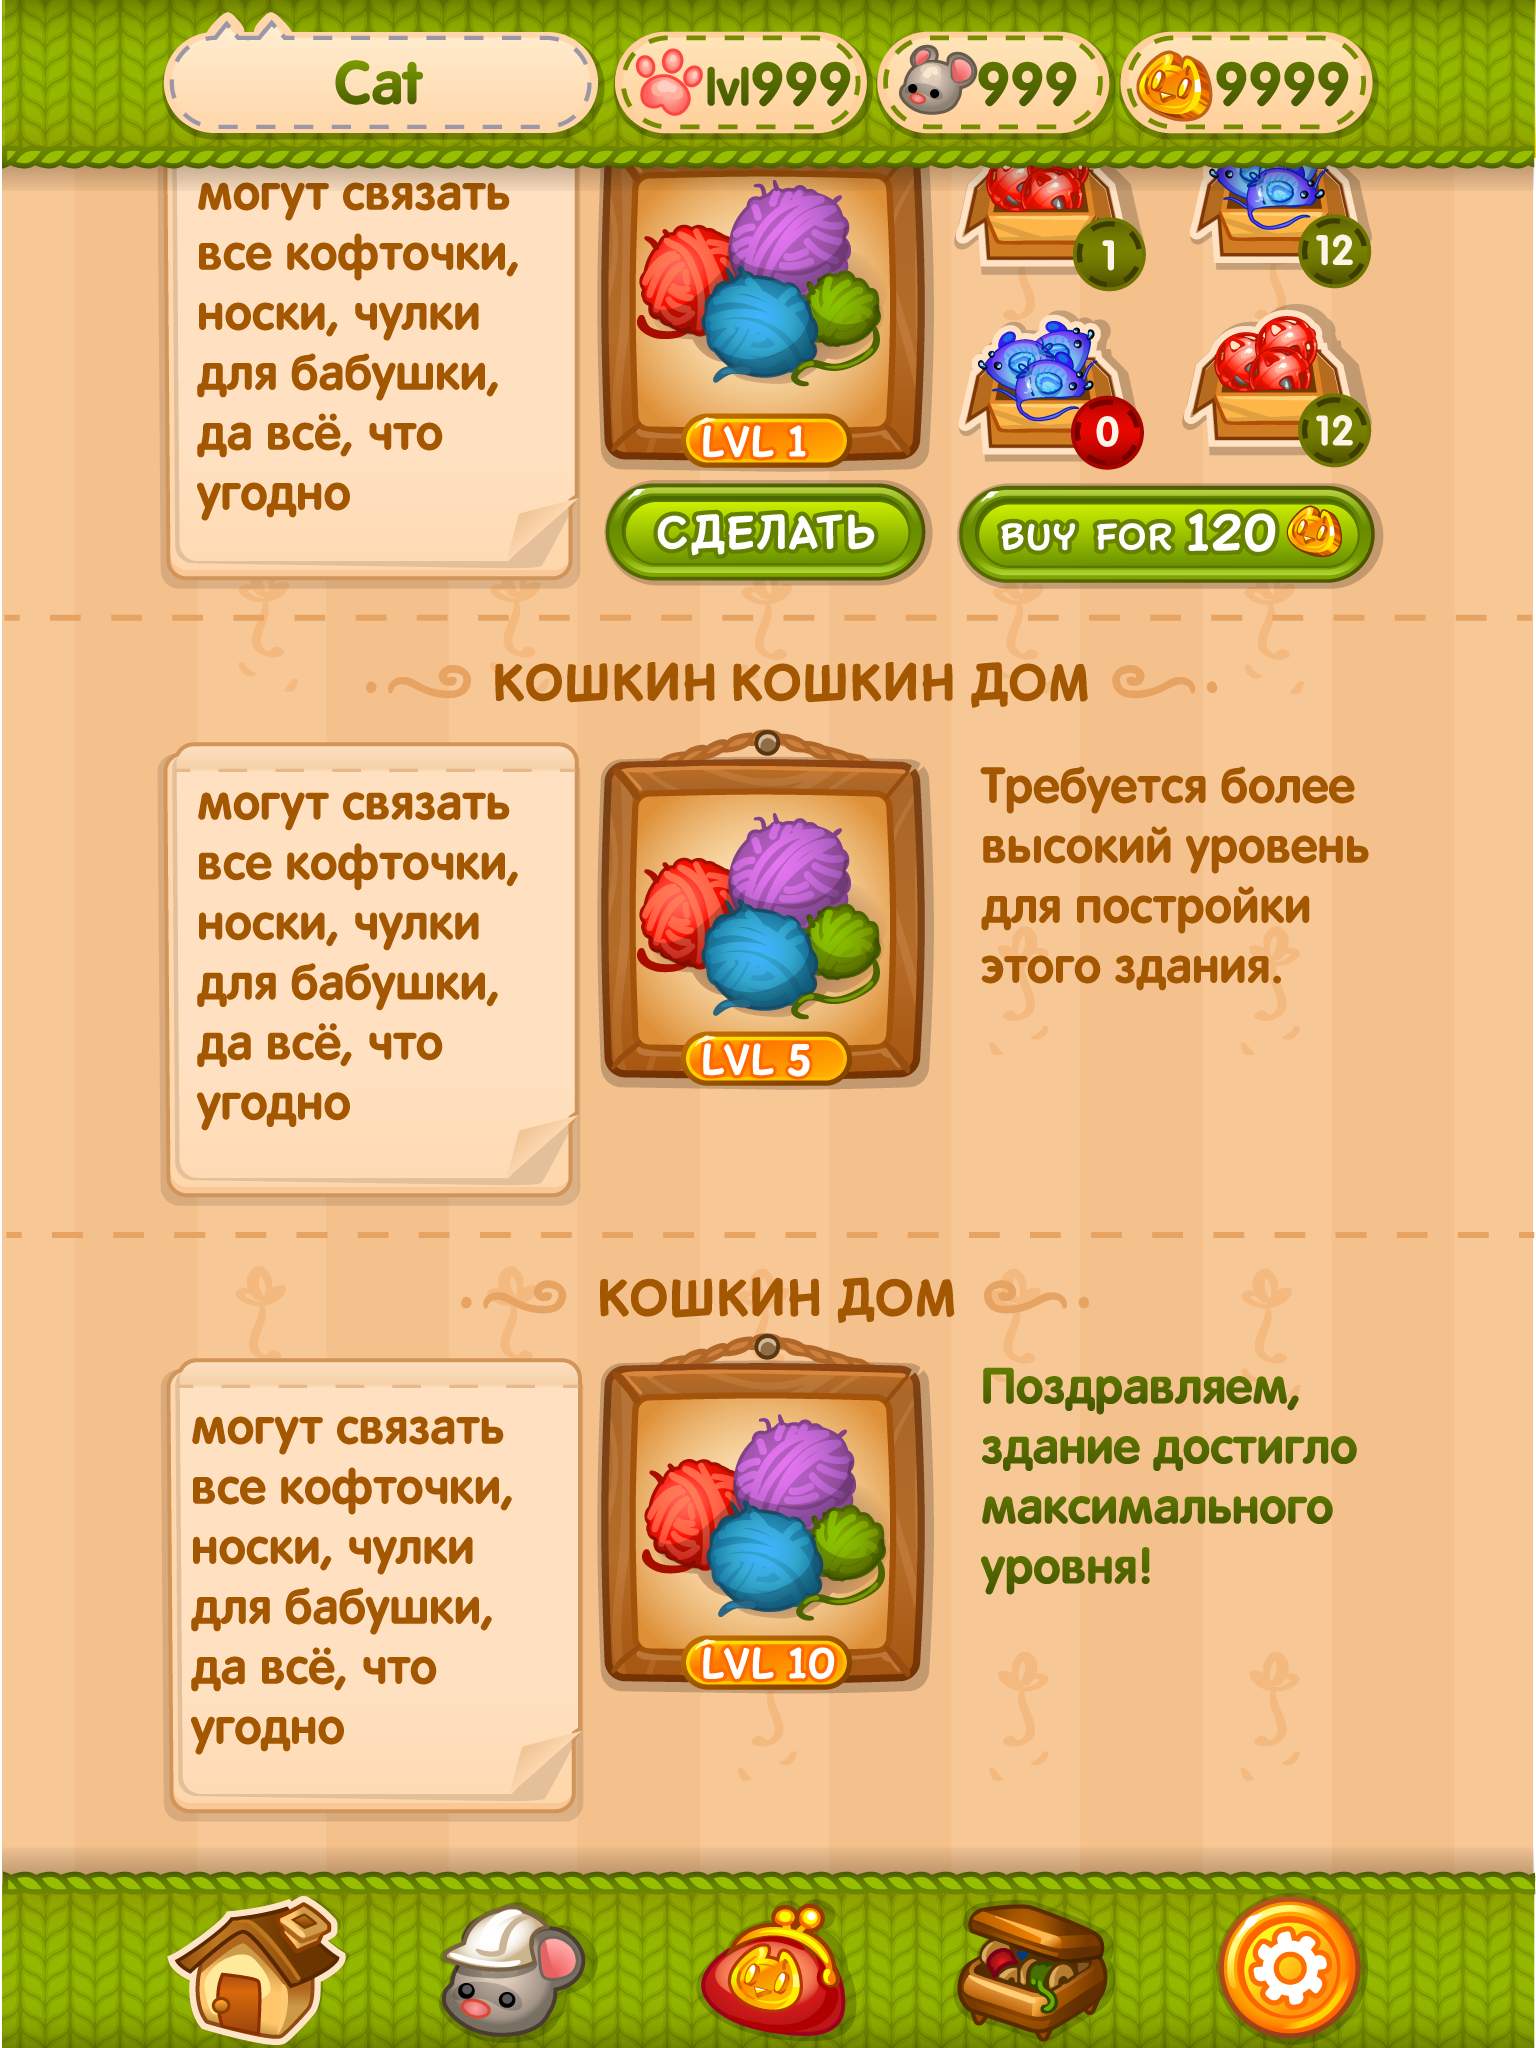 Cat
lvl999
999
9999
могут связать
все кофточки,
носки, чулки
для бабушки,
да всё, что
угодно
LVL 1
1
12
0
12
СДЕЛАТЬ
BUY FOR 120
КОШКИН КОШКИН ДОМ
могут связать
все кофточки,
носки, чулки
для бабушки,
да всё, что
угодно
LVL 5
Требуется более
высокий уровень
для постройки
этого здания.
КОШКИН ДОМ
могут связать
все кофточки,
носки, чулки
для бабушки,
да всё, что
угодно
LVL 10
Поздравляем,
здание достигло
максимального
уровня!